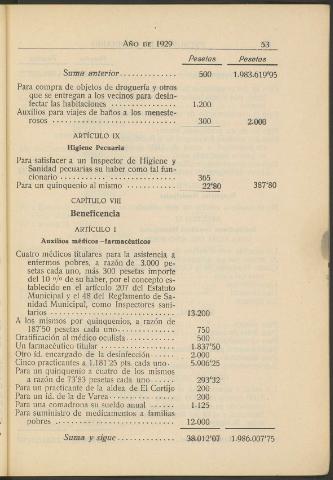 AÑO DE 1929 53
Pesetas Pesetas
Suma anterior 500 1.983.619'95
Para compra de objetos de droguería y otros
que se entregan a los vecinos para desin-
fectar las habitaciones 1.200
Auxilios para viajes de baños a los meneste-
rosos 300 2.000
ARTÍCULO IX
Higiene Pecuaria
Para satisfacer a un Inspector de Higiene y
Sanidad pecuarias su haber como tal fun-
cionario 365
Para un quinquenio al mismo 22'80 387'80
CAPÍTULO VIII
Beneficencia
ARTÍCULO I
Auxilios médicos-farmacéuticos
Cuatro médicos titulares para la asistencia a
enfermos pobres, a razón de 3.000 pe-
setas cada uno, más 300 pesetas importe
del 10 % de su haber, por el concepto es-
tablecido en el artículo 207 del Estatuto
Municipal y el 48 del Reglamento de Sa-
nidad Municipal, como Inspectores sani-
tarios 13.200
A los mismos por quinquenios, a razón de
187'50 pesetas cada uno 750
Gratificación al médico oculista 500
Un farmacéutico titular 1.837'50
Otro id. encargado de la desinfección 2.000
Cinco practicantes a 1.181'25 pts. cada uno 5.906'25
Para un quinquenio a cuatro de los mismos
a razón de 73'83 pesetas cada uno 293'32
Para un practicante de la aldea de El Cortijo 200
Para un id. de la de Varea 200
Para una comadrona su sueldo anual 1.125
Para suministro de medicamentos a familias
pobres 12.000
Suma y sigue 38.012'07 1.986.007'75